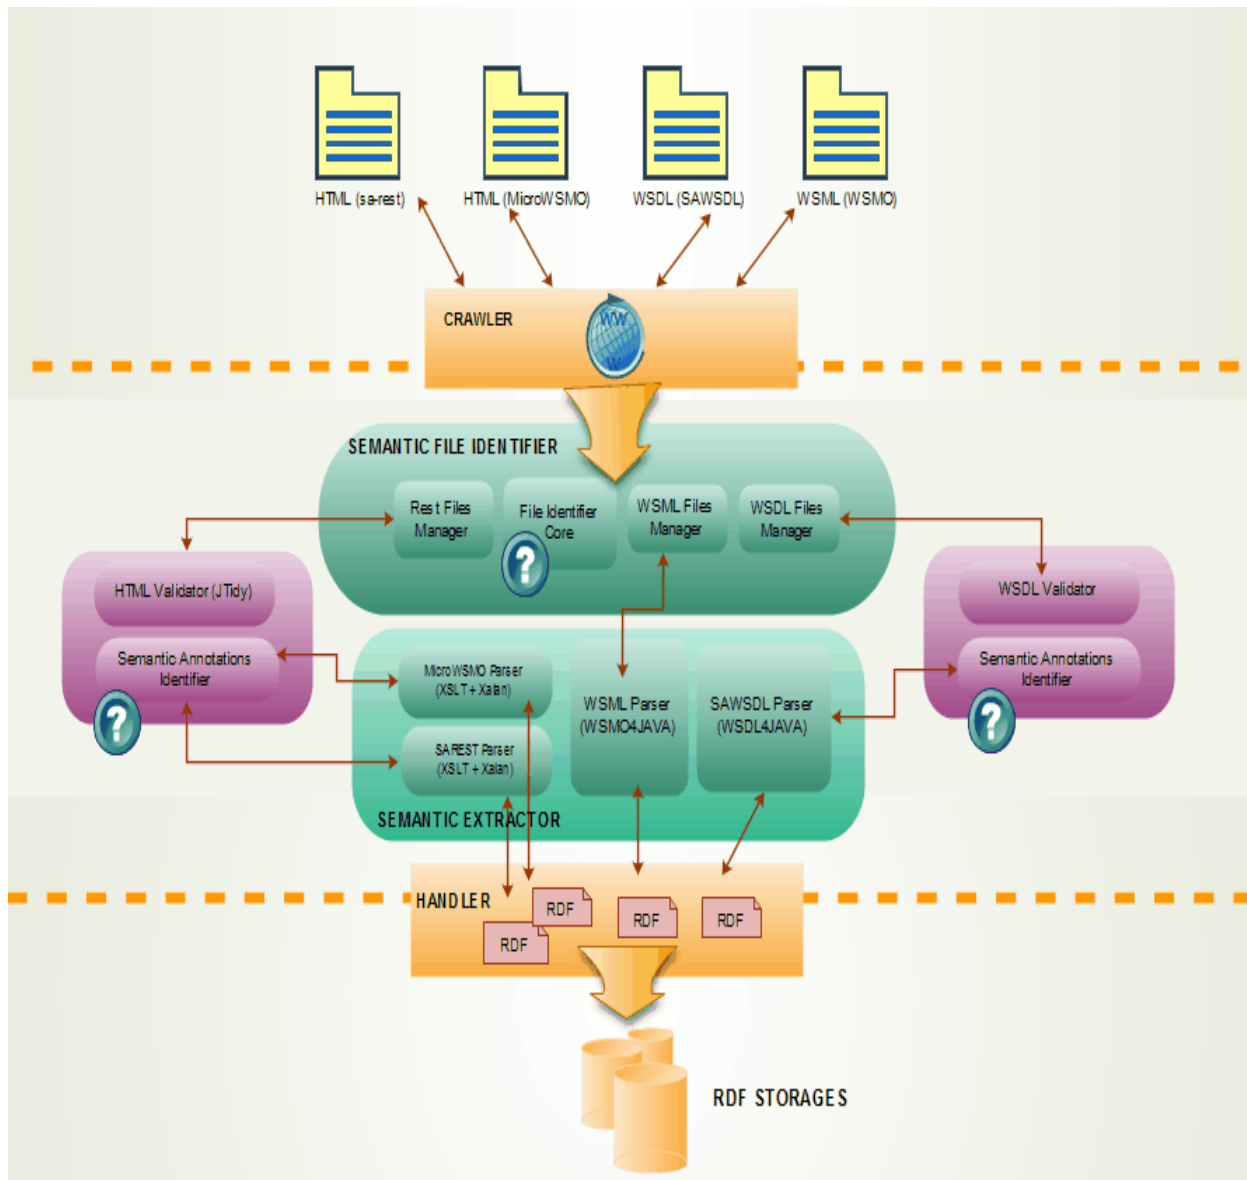 HTML (sa-rest)
HTML (MicroWSMO)
WSDL (SAWSDL)
WSML (WSMO)
CRAWLER
WW
W
SEMANTIC FILE IDENTIFIER
Rest Files
Manager
File Identifier
Core
?
WSML Files
Manager
WSDL Files
Manager
HTML Validator (JTidy)
Semantic Annotations
Identifier
?
WSDL Validator
Semantic Annotations
Identifier
?
MicroWSMO Parser
(XSLT + Xalan)
SAREST Parser
(XSLT + Xalan)
WSML Parser
(WSMO4JAVA)
SAWSDL Parser
(WSDL4JAVA)
SEMANTIC EXTRACTOR
HANDLER
RDF
RDF
RDF
RDF
RDF STORAGES